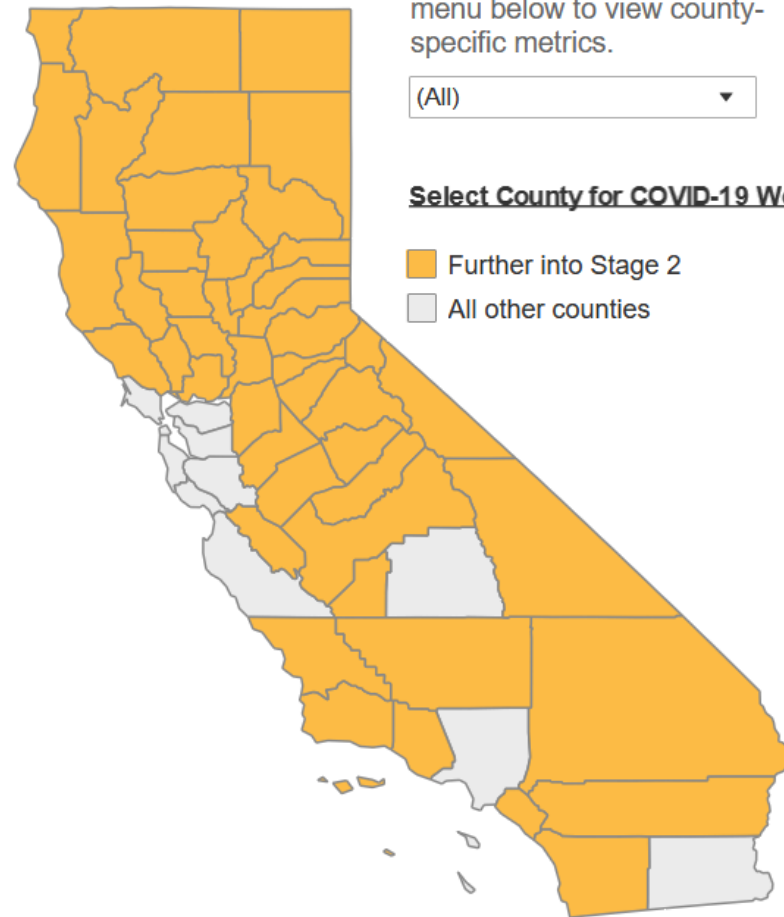 menu below to view county-
specific metrics.
(All)
Select County for COVID-19
Further into Stage 2
All other counties